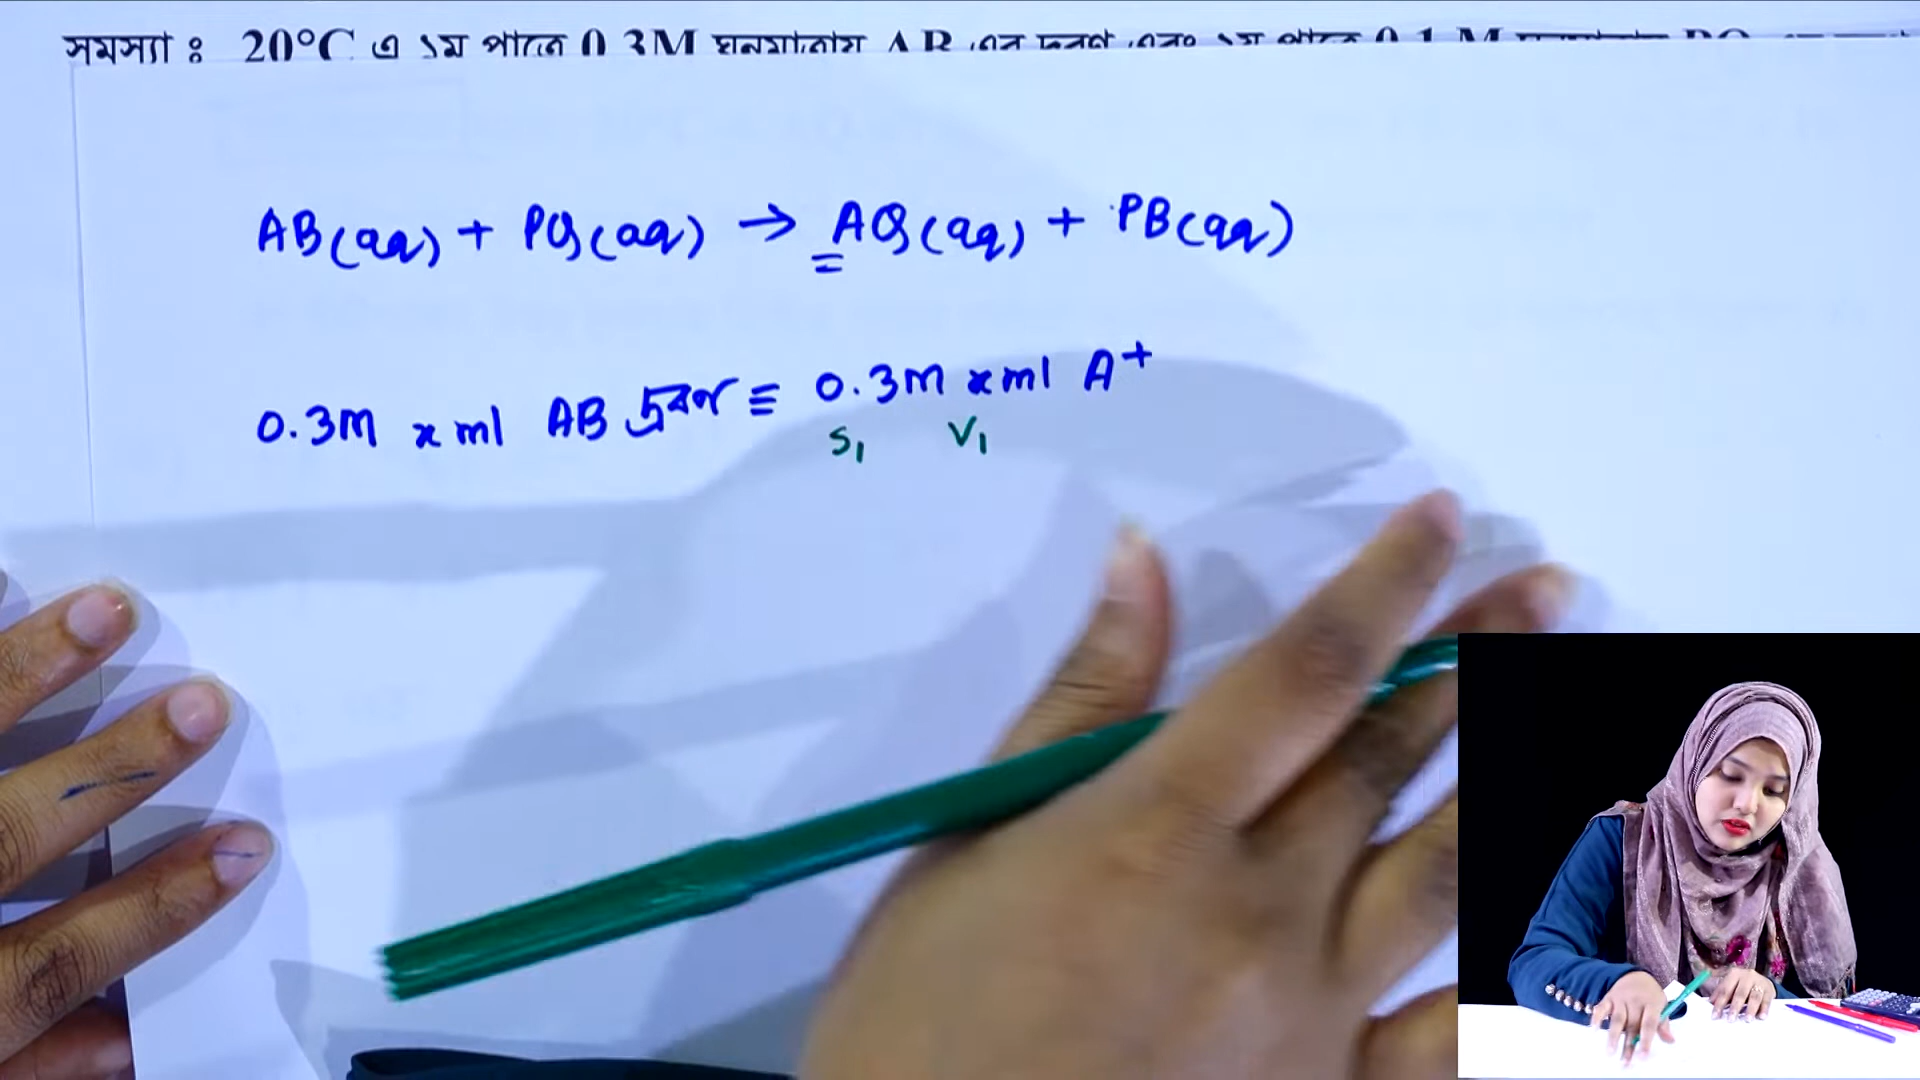 সমস্যা ঃ 20°C এ ১ম পাত্রে 0.3M ঘনমাত্রায় AB এর দ্রবণ এবং
AB(aq) + PQ(aq) → AQ(aq) + PB(aq)
0.3M x ml AB দ্রবণ ≡ 0.3M x ml A⁺
S₁ V₁